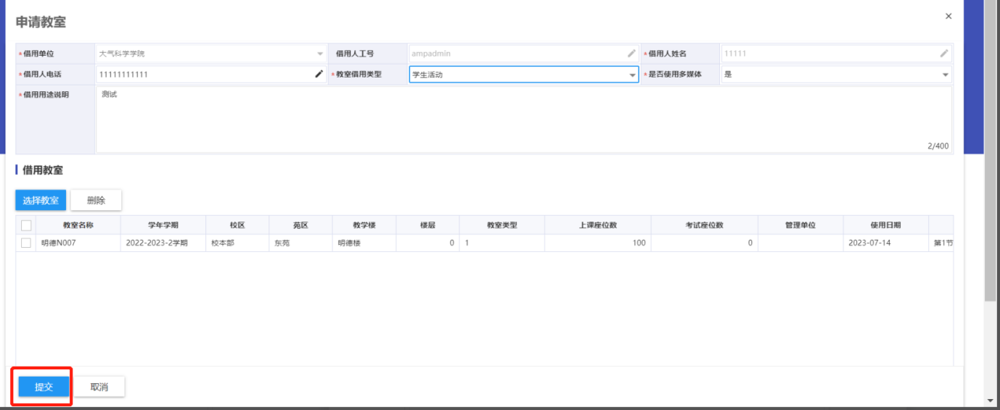 申请教室
×
*借用单位 大气科学学院 借用人工号 ampadmin *借用人姓名 11111
*借用人电话 11111111111 *教室借用类型 学生活动 *是否使用多媒体 是
*借用用途说明 测试
2/400
借用教室
选择教室 删除
教室名称 学年学期 校区 苑区 教学楼 楼层 教室类型 上课座位数 考试座位数 管理单位 使用日期
明德N007 2022-2023-2学期 校本部 东苑 明德楼 0 1 100 0 2023-07-14 第1节
提交 取消